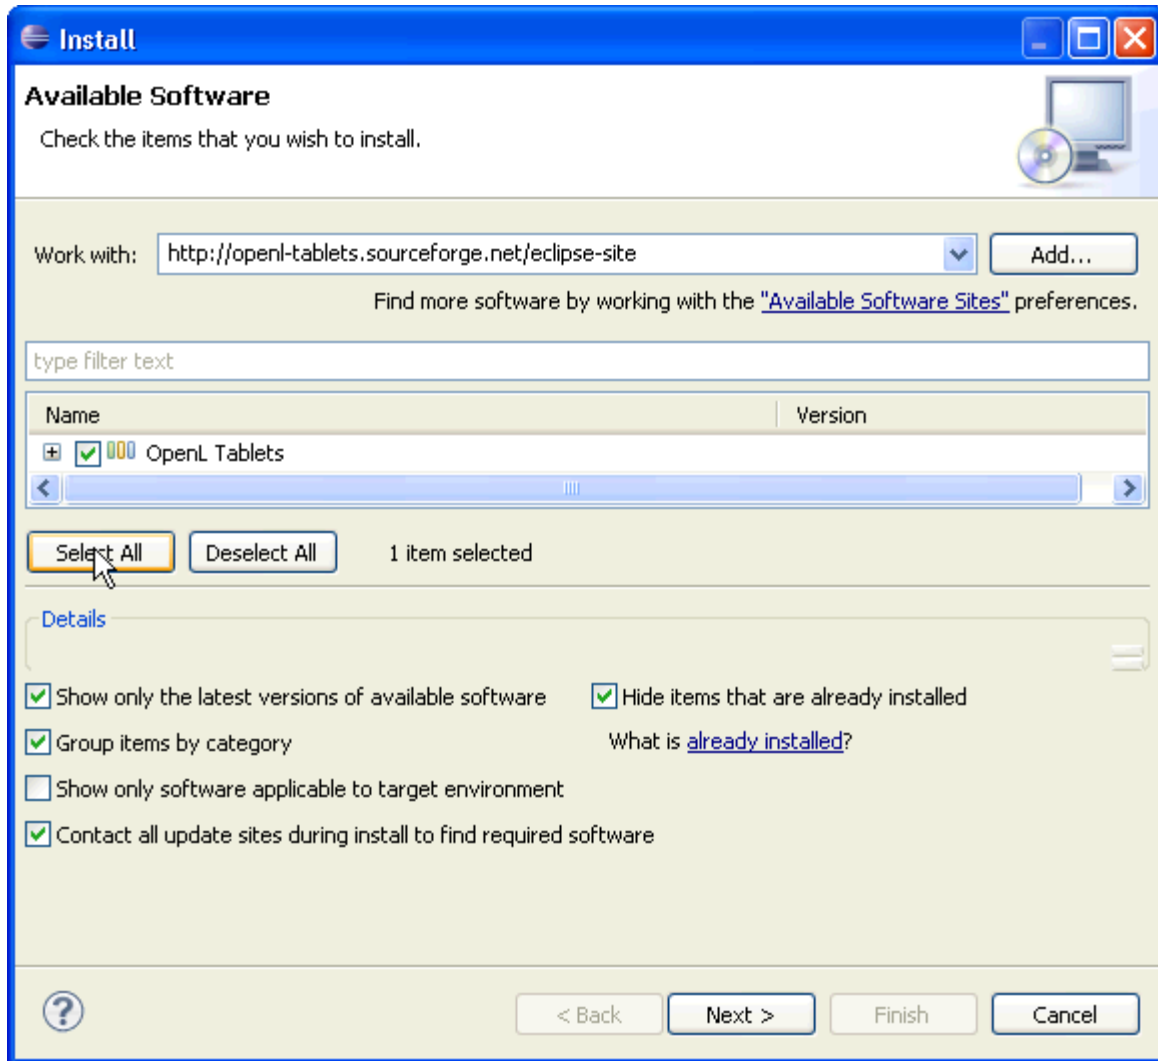 Install
Available Software
Check the items that you wish to install.
Work with: http://openl-tablets.sourceforge.net/eclipse-site Add...
Find more software by working with the "Available Software Sites" preferences.
type filter text
Name Version
OpenL Tablets
Select All Deselect All 1 item selected
Details
Show only the latest versions of available software Hide items that are already installed
Group items by category What is already installed?
Show only software applicable to target environment
Contact all update sites during install to find required software
? < Back Next > Finish Cancel